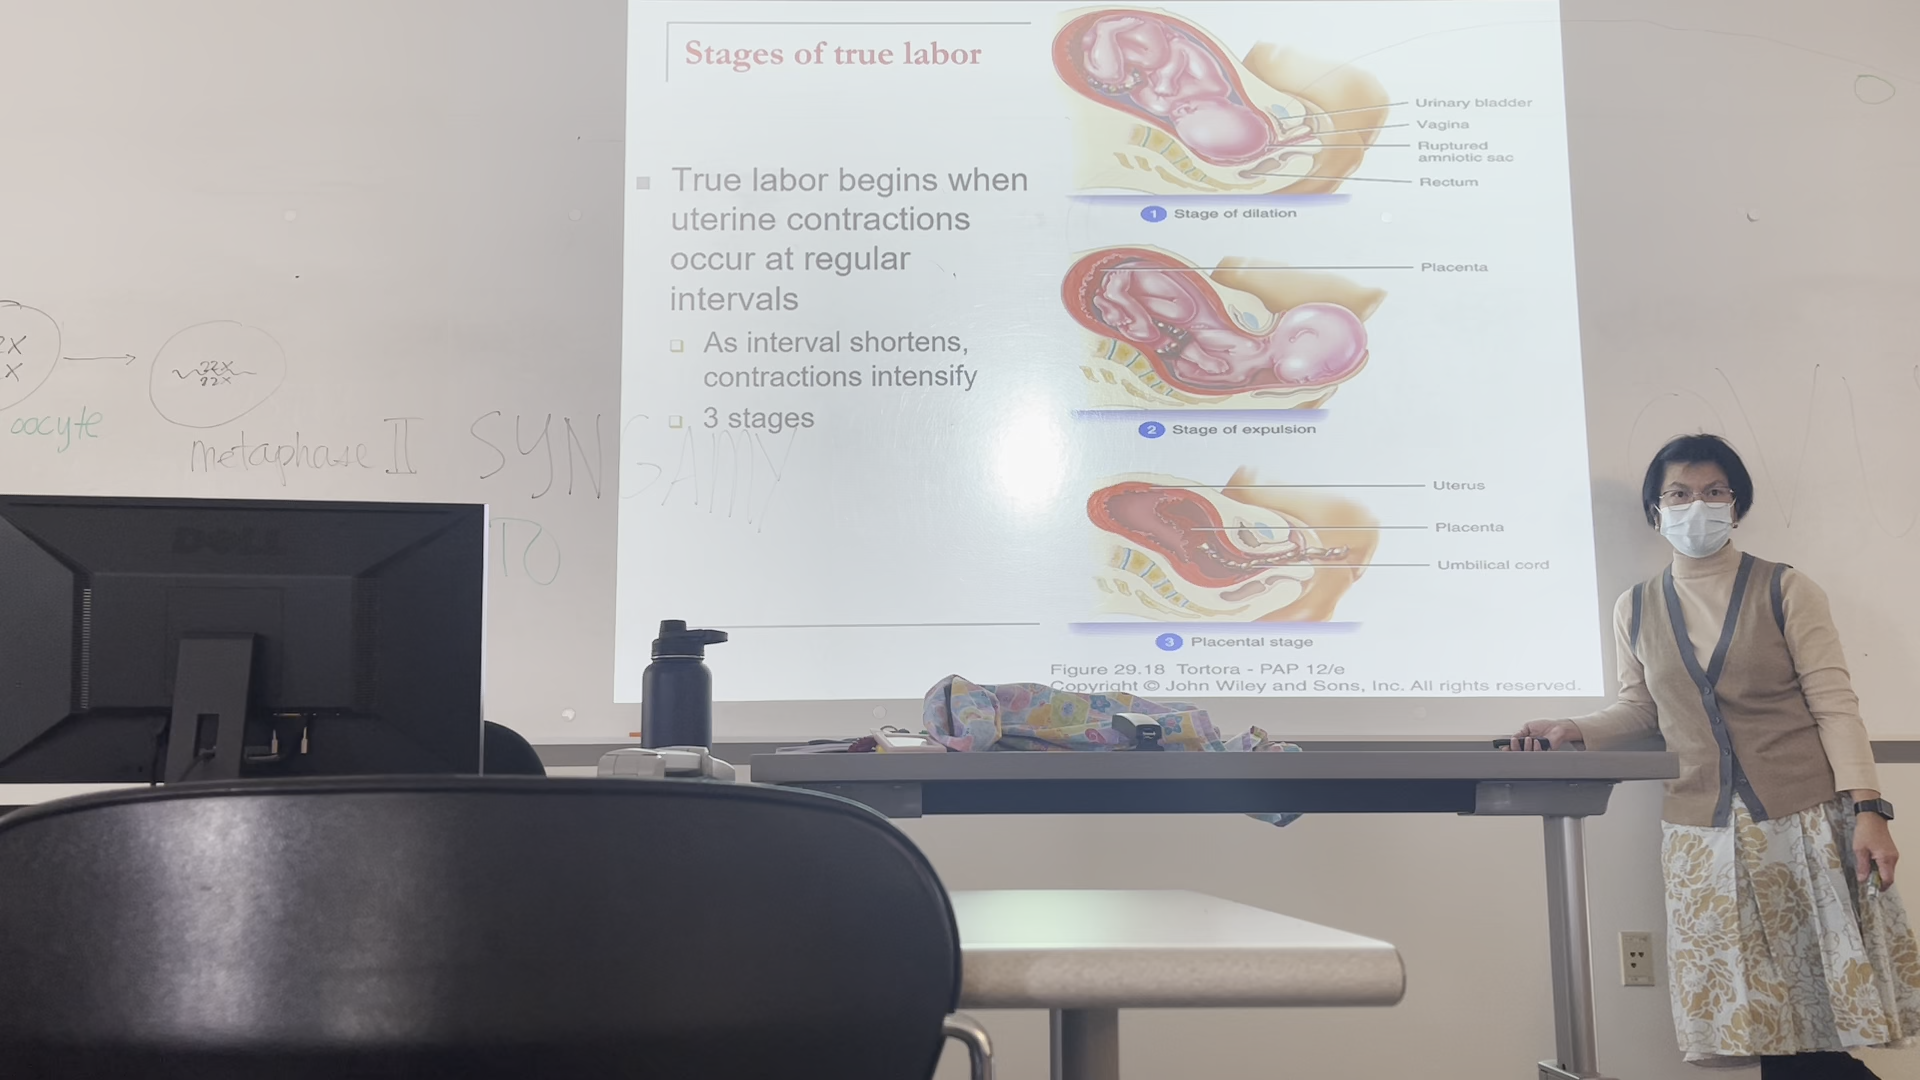 Stages of true labor
True labor begins when
uterine contractions
occur at regular
intervals
As interval shortens,
contractions intensify
3 stages
Urinary bladder
Vagina
Ruptured
amniotic sac
Rectum
1 Stage of dilation
Placenta
2 Stage of expulsion
Uterus
Placenta
Umbilical cord
3 Placental stage
Figure 29.18 Tortora - PAP 12/e
Copyright © John Wiley and Sons, Inc. All rights reserved.
22X
22X
oocyte
metaphase II
SYNGAMY
DELL